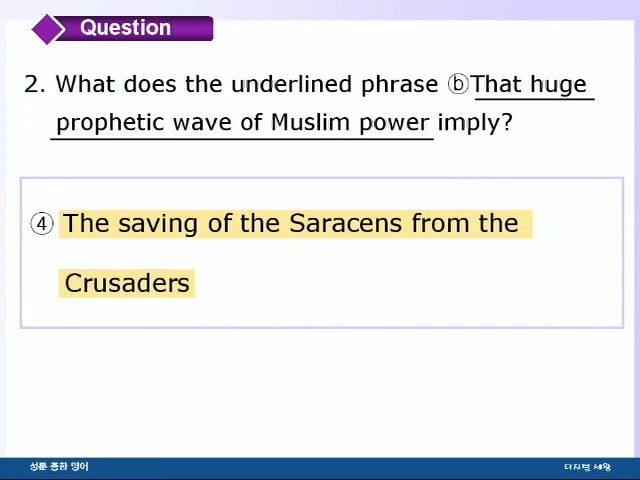 Question
2. What does the underlined phrase ⓑThat huge
prophetic wave of Muslim power imply?
④ The saving of the Saracens from the
Crusaders
성문 종합 영어
디지털 세왕